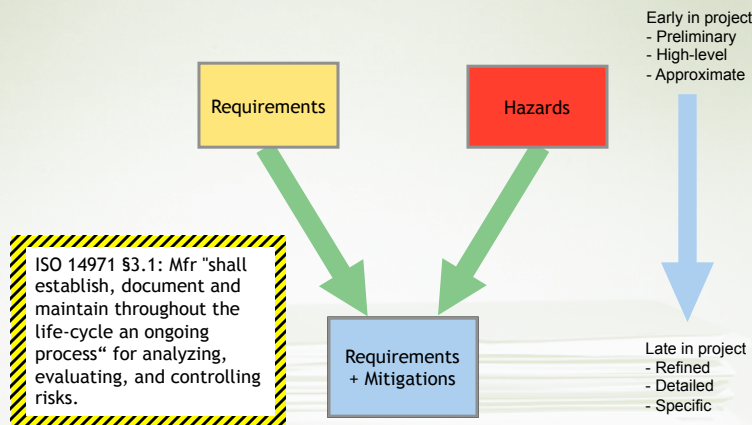 Early in project
- Preliminary
- High-level
- Approximate
Requirements
Hazards
ISO 14971 §3.1: Mfr "shall
establish, document and
maintain throughout the
life-cycle an ongoing
process“ for analyzing,
evaluating, and controlling
risks.
Requirements
+ Mitigations
Late in project
- Refined
- Detailed
- Specific